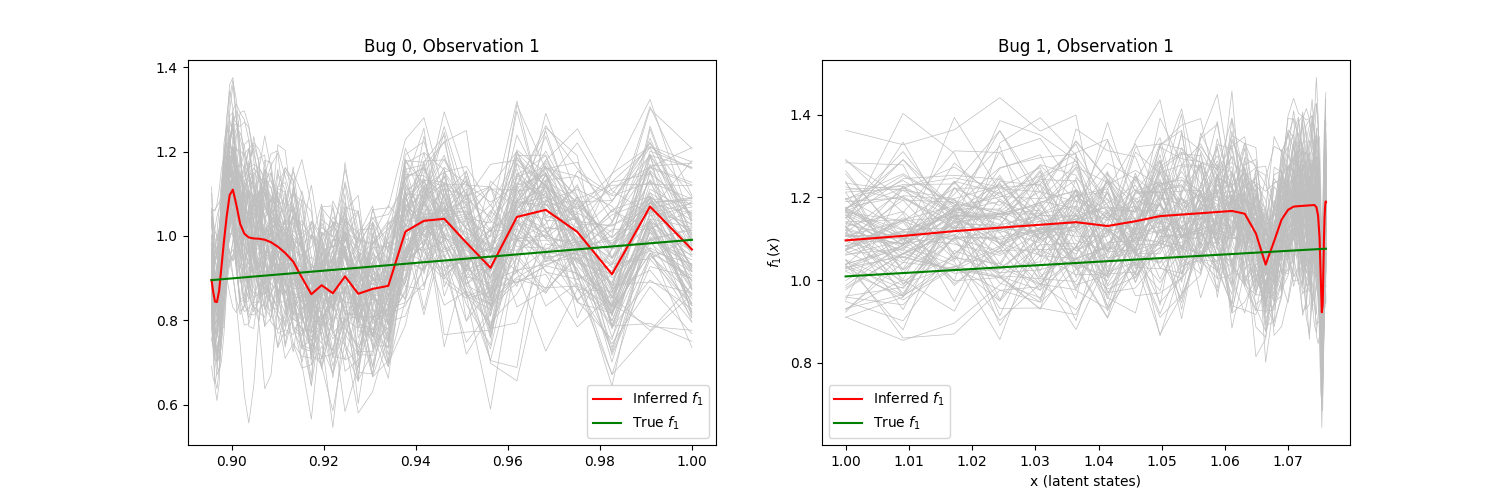 Bug 0, Observation 1
1.4
1.2
1.0
0.8
0.6
0.90
0.92
0.94
0.96
0.98
1.00
Inferred f₁
True f₁
Bug 1, Observation 1
f₁(x)
1.4
1.2
1.0
0.8
1.00
1.01
1.02
1.03
1.04
1.05
1.06
1.07
x (latent states)
Inferred f₁
True f₁